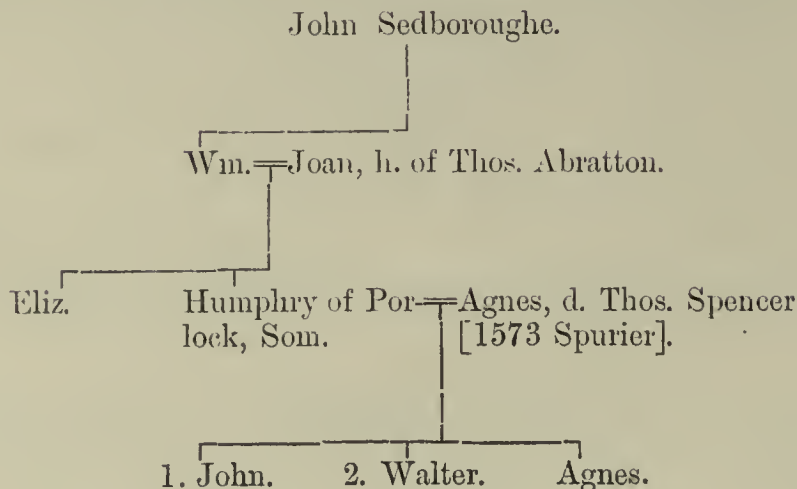 John Sedboroughe.
Wm.=Joan, h. of Thos. Abratton.
Eliz. Humphry of Por-=Agnes, d. Thos. Spencer
lock, Som. [1573 Spurier].
1. John. 2. Walter. Agnes.